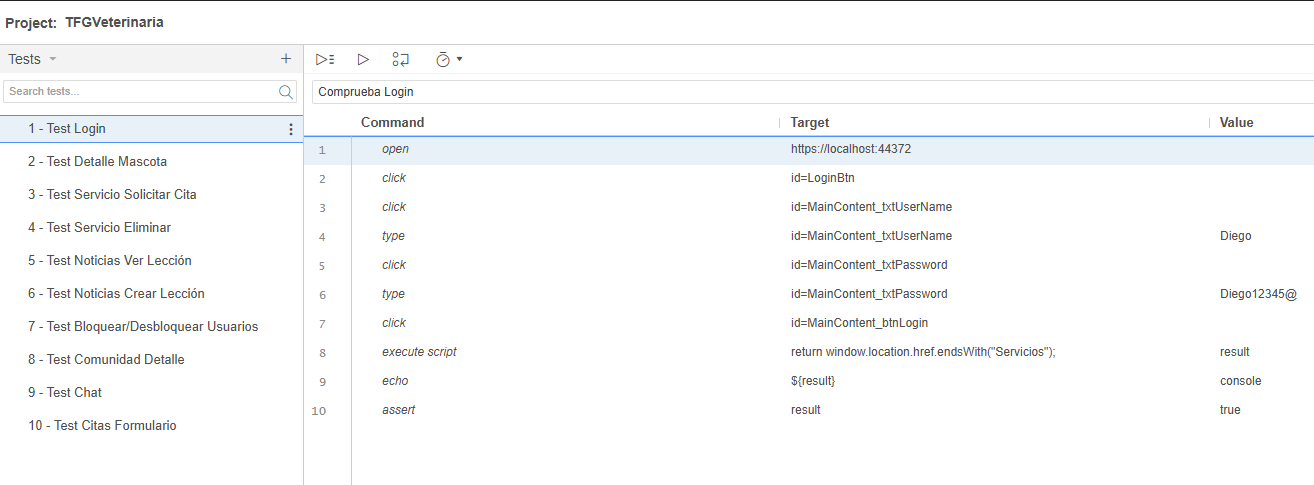 Project: TFGVeterinaria
Tests
Search tests...
1 - Test Login
2 - Test Detalle Mascota
3 - Test Servicio Solicitar Cita
4 - Test Servicio Eliminar
5 - Test Noticias Ver Lección
6 - Test Noticias Crear Lección
7 - Test Bloquear/Desbloquear Usuarios
8 - Test Comunidad Detalle
9 - Test Chat
10 - Test Citas Formulario
Comprueba Login
Command Target Value
1 open https://localhost:44372
2 click id=LoginBtn
3 click id=MainContent_txtUserName
4 type id=MainContent_txtUserName Diego
5 click id=MainContent_txtPassword
6 type id=MainContent_txtPassword Diego12345@
7 click id=MainContent_btnLogin
8 execute script return window.location.href.endsWith("Servicios"); result
9 echo ${result} console
10 assert result true